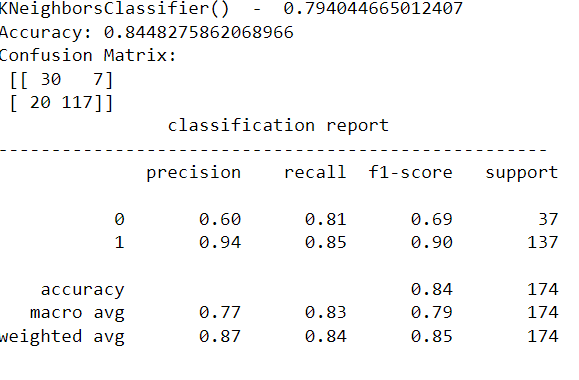 KNeighborsClassifier() - 0.794044665012407
Accuracy: 0.8448275862068966
Confusion Matrix:
[[ 30 7]
[ 20 117]]
classification report
-----------------------------------------------------
precision recall f1-score support
0 0.60 0.81 0.69 37
1 0.94 0.85 0.90 137
accuracy 0.84 174
macro avg 0.77 0.83 0.79 174
weighted avg 0.87 0.84 0.85 174